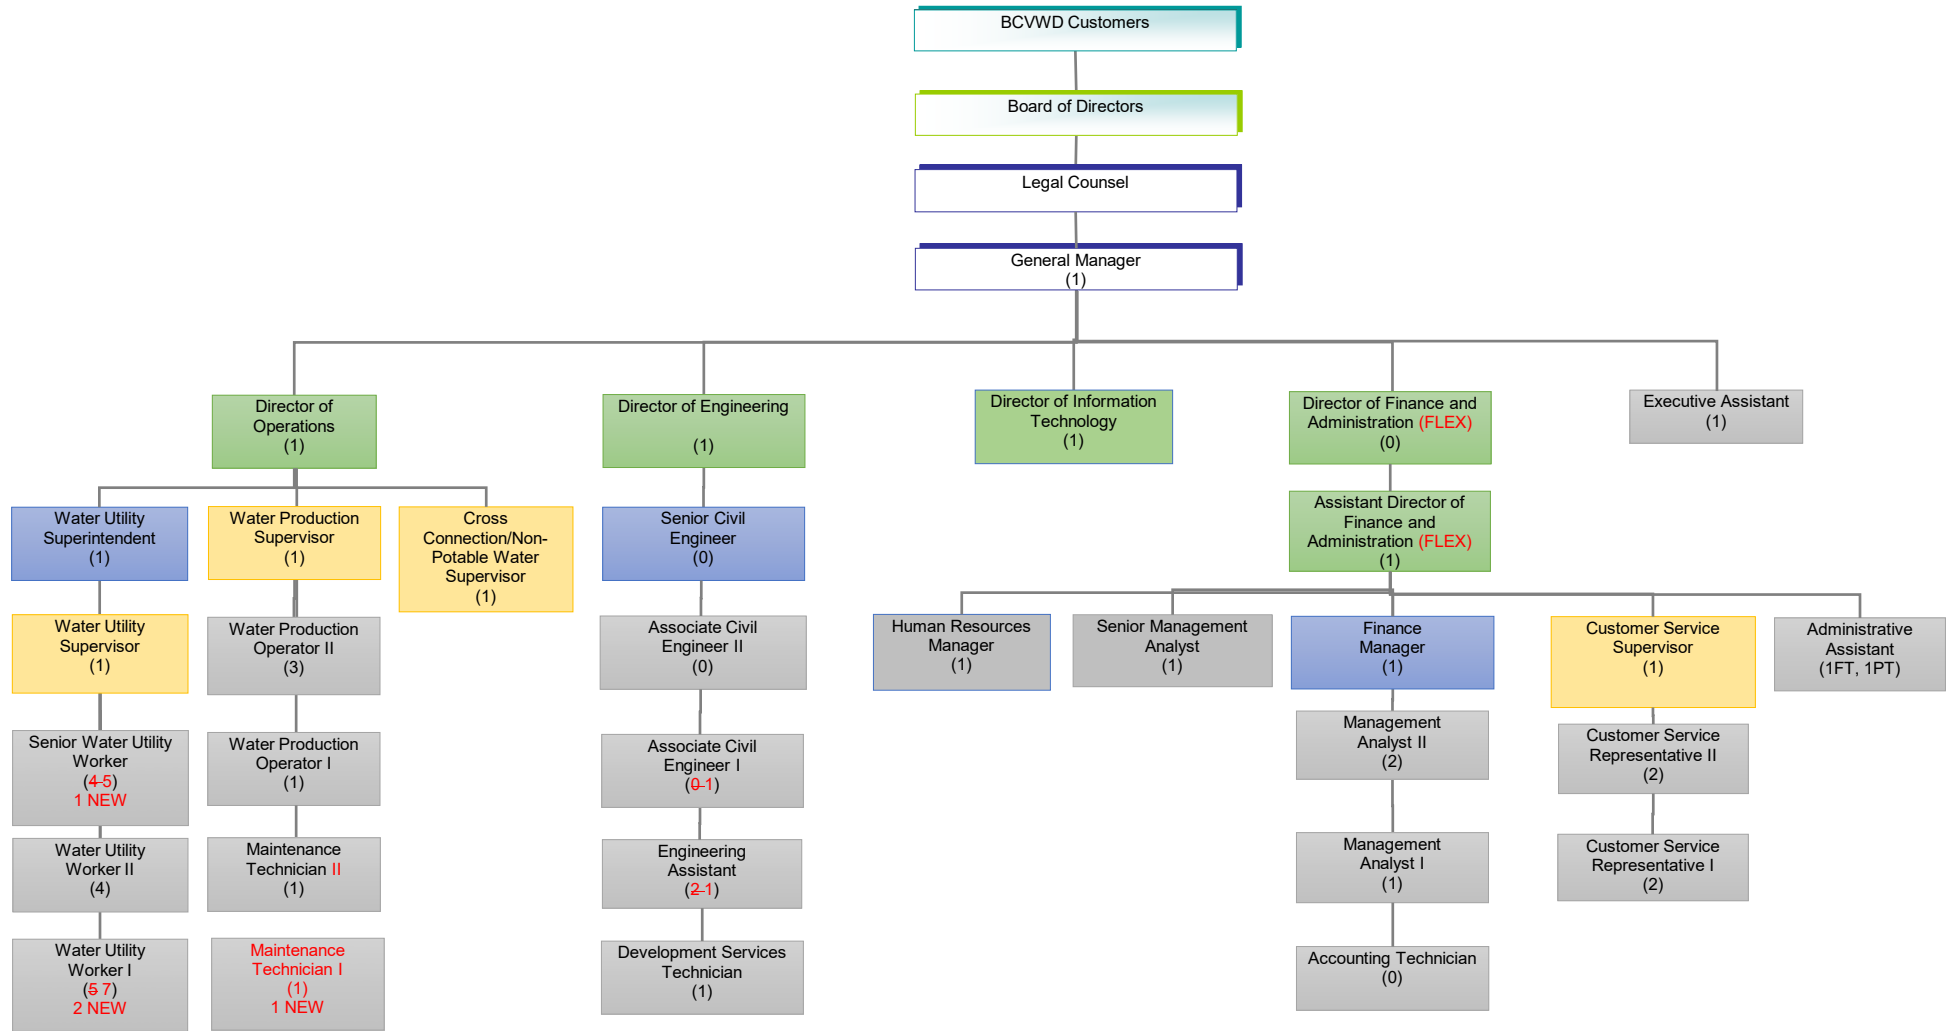 BCVWD Customers
Board of Directors
Legal Counsel
General Manager
(1)
Director of
Operations
(1)
Director of Engineering
(1)
Director of Information
Technology
(1)
Director of Finance and
Administration (FLEX)
(0)
Executive Assistant
(1)
Assistant Director of
Finance and
Administration (FLEX)
(1)
Water Utility
Superintendent
(1)
Water Production
Supervisor
(1)
Cross
Connection/Non-
Potable Water
Supervisor
(1)
Senior Civil
Engineer
(0)
Water Utility
Supervisor
(1)
Water Production
Operator II
(3)
Associate Civil
Engineer II
(0)
Human Resources
Manager
(1)
Senior Management
Analyst
(1)
Finance
Manager
(1)
Customer Service
Supervisor
(1)
Administrative
Assistant
(1FT, 1PT)
Senior Water Utility
Worker
(4 5)
1 NEW
Water Production
Operator I
(1)
Associate Civil
Engineer I
(0 1)
Management
Analyst II
(2)
Customer Service
Representative II
(2)
Water Utility
Worker II
(4)
Maintenance
Technician II
(1)
Engineering
Assistant
(2 1)
Management
Analyst I
(1)
Customer Service
Representative I
(2)
Water Utility
Worker I
(5 7)
2 NEW
Maintenance
Technician I
(1)
1 NEW
Development Services
Technician
(1)
Accounting Technician
(0)